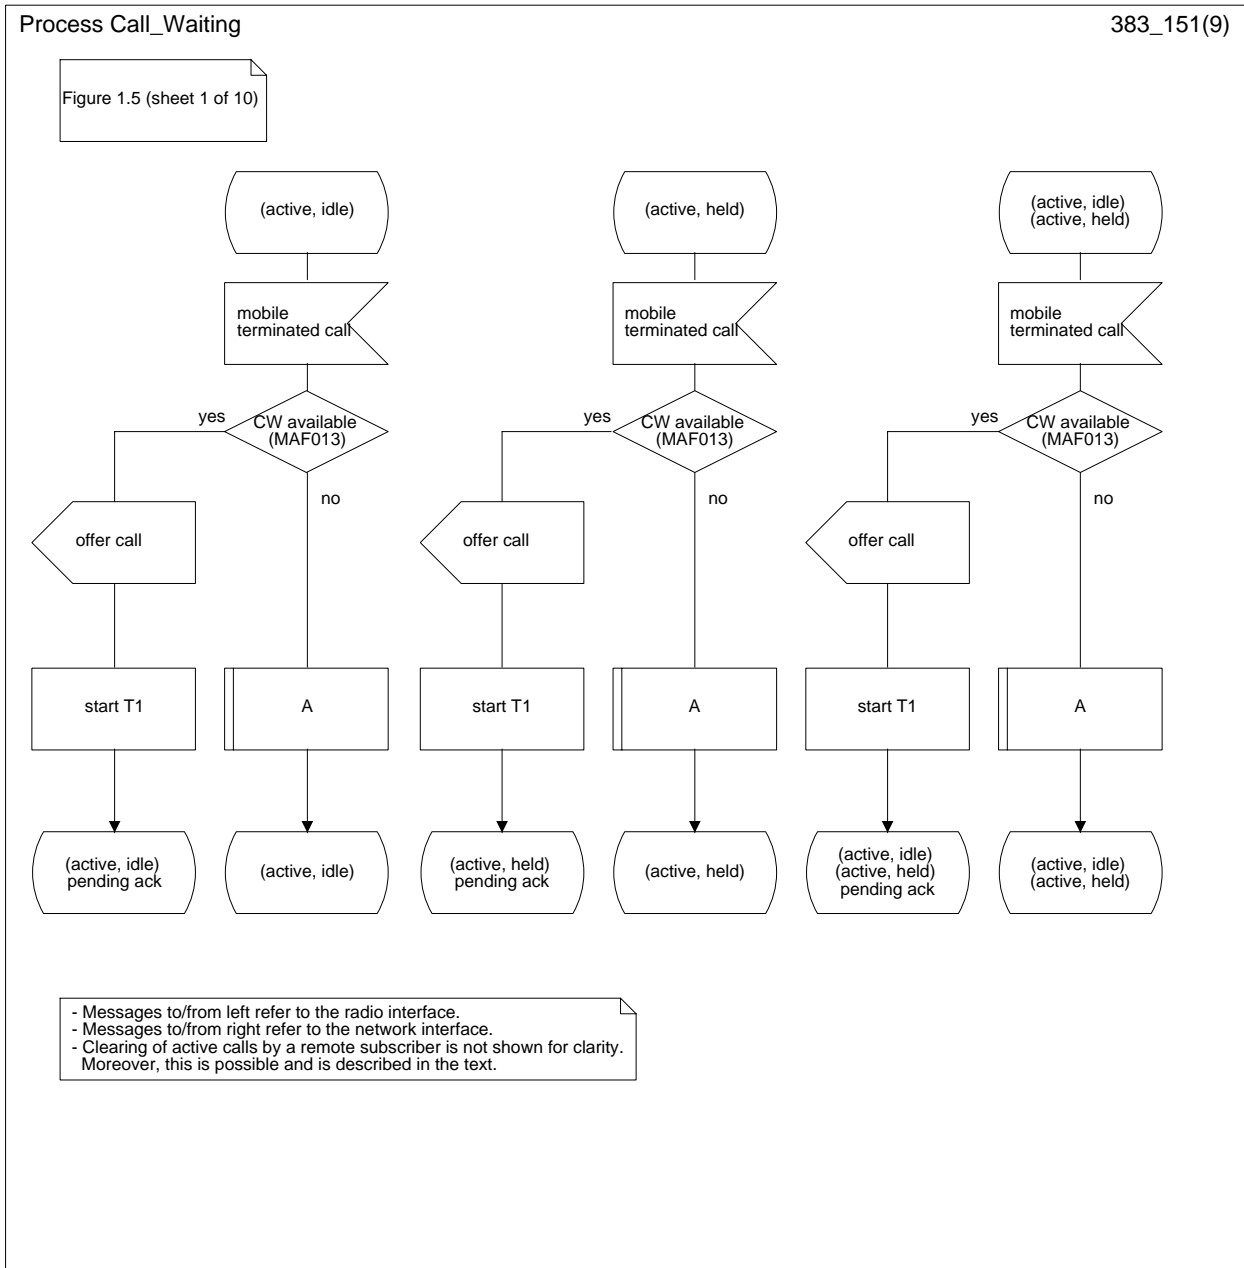 Process Call_Waiting
383_151(9)
Figure 1.5 (sheet 1 of 10)
(active, idle)
(active, held)
(active, idle)
(active, held)
mobile
terminated call
mobile
terminated call
mobile
terminated call
yes
CW available
(MAF013)
yes
CW available
(MAF013)
yes
CW available
(MAF013)
no
no
no
offer call
offer call
offer call
start T1
A
start T1
A
start T1
A
(active, idle)
pending ack
(active, idle)
(active, held)
pending ack
(active, held)
(active, idle)
(active, held)
pending ack
(active, idle)
(active, held)
- Messages to/from left refer to the radio interface.
- Messages to/from right refer to the network interface.
- Clearing of active calls by a remote subscriber is not shown for clarity.
Moreover, this is possible and is described in the text.